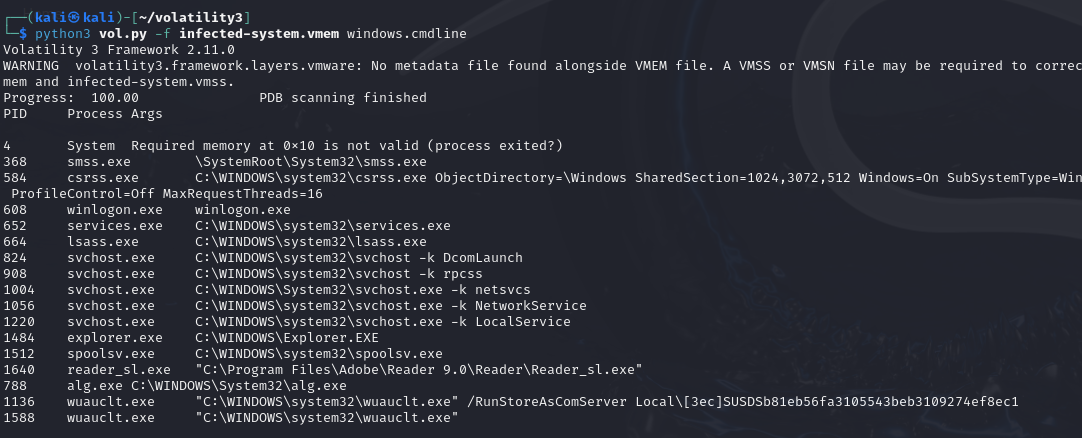 ┌──(kali㉿kali)-[~/volatility3]
└─$ python3 vol.py -f infected-system.vmem windows.cmdline
Volatility 3 Framework 2.11.0
WARNING  volatility3.framework.layers.vmware: No metadata file found alongside VMEM file. A VMSS or VMSN file may be required to correc
mem and infected-system.vmss.
Progress:  100.00               PDB scanning finished
PID     Process Args
4       System  Required memory at 0×10 is not valid (process exited?)
368     smss.exe        \SystemRoot\System32\smss.exe
584     csrss.exe       C:\WINDOWS\system32\csrss.exe ObjectDirectory=\Windows SharedSection=1024,3072,512 Windows=On SubSystemType=Win
 ProfileControl=Off MaxRequestThreads=16
608     winlogon.exe    winlogon.exe
652     services.exe    C:\WINDOWS\system32\services.exe
664     lsass.exe       C:\WINDOWS\system32\lsass.exe
824     svchost.exe     C:\WINDOWS\system32\svchost -k DcomLaunch
908     svchost.exe     C:\WINDOWS\system32\svchost -k rpcss
1004    svchost.exe     C:\WINDOWS\System32\svchost.exe -k netsvcs
1056    svchost.exe     C:\WINDOWS\system32\svchost.exe -k NetworkService
1220    svchost.exe     C:\WINDOWS\system32\svchost.exe -k LocalService
1484    explorer.exe    C:\WINDOWS\Explorer.EXE
1512    spoolsv.exe     C:\WINDOWS\system32\spoolsv.exe
1640    reader_sl.exe   "C:\Program Files\Adobe\Reader 9.0\Reader\Reader_sl.exe"
788     alg.exe C:\WINDOWS\System32\alg.exe
1136    wuauclt.exe     "C:\WINDOWS\system32\wuauclt.exe" /RunStoreAsComServer Local\[3ec]SUSDSb81eb56fa3105543beb3109274ef8ec1
1588    wuauclt.exe     "C:\WINDOWS\system32\wuauclt.exe"